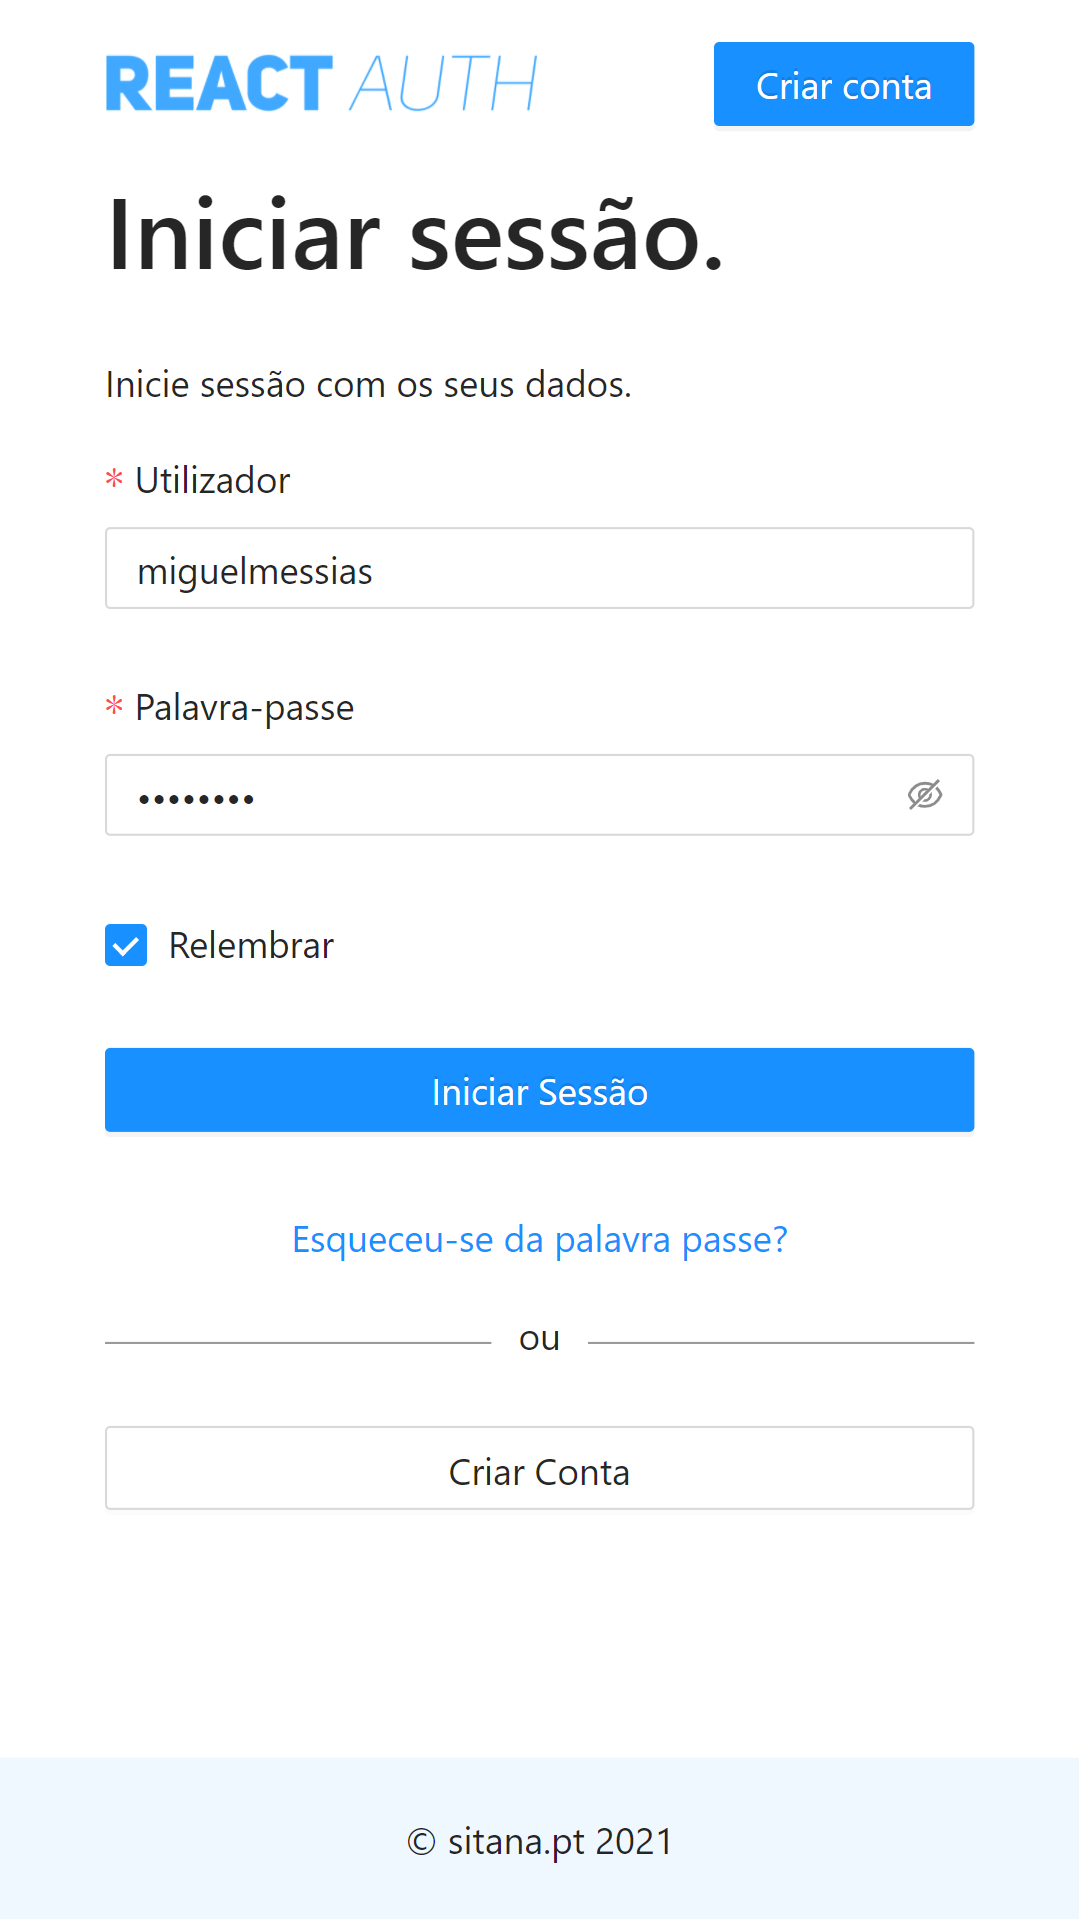 REACT AUTH
Criar conta
Iniciar sessão.
Inicie sessão com os seus dados.
* Utilizador
miguelmessias
* Palavra-passe
••••••••
Relembrar
Iniciar Sessão
Esqueceu-se da palavra passe?
ou
Criar Conta
© sitana.pt 2021